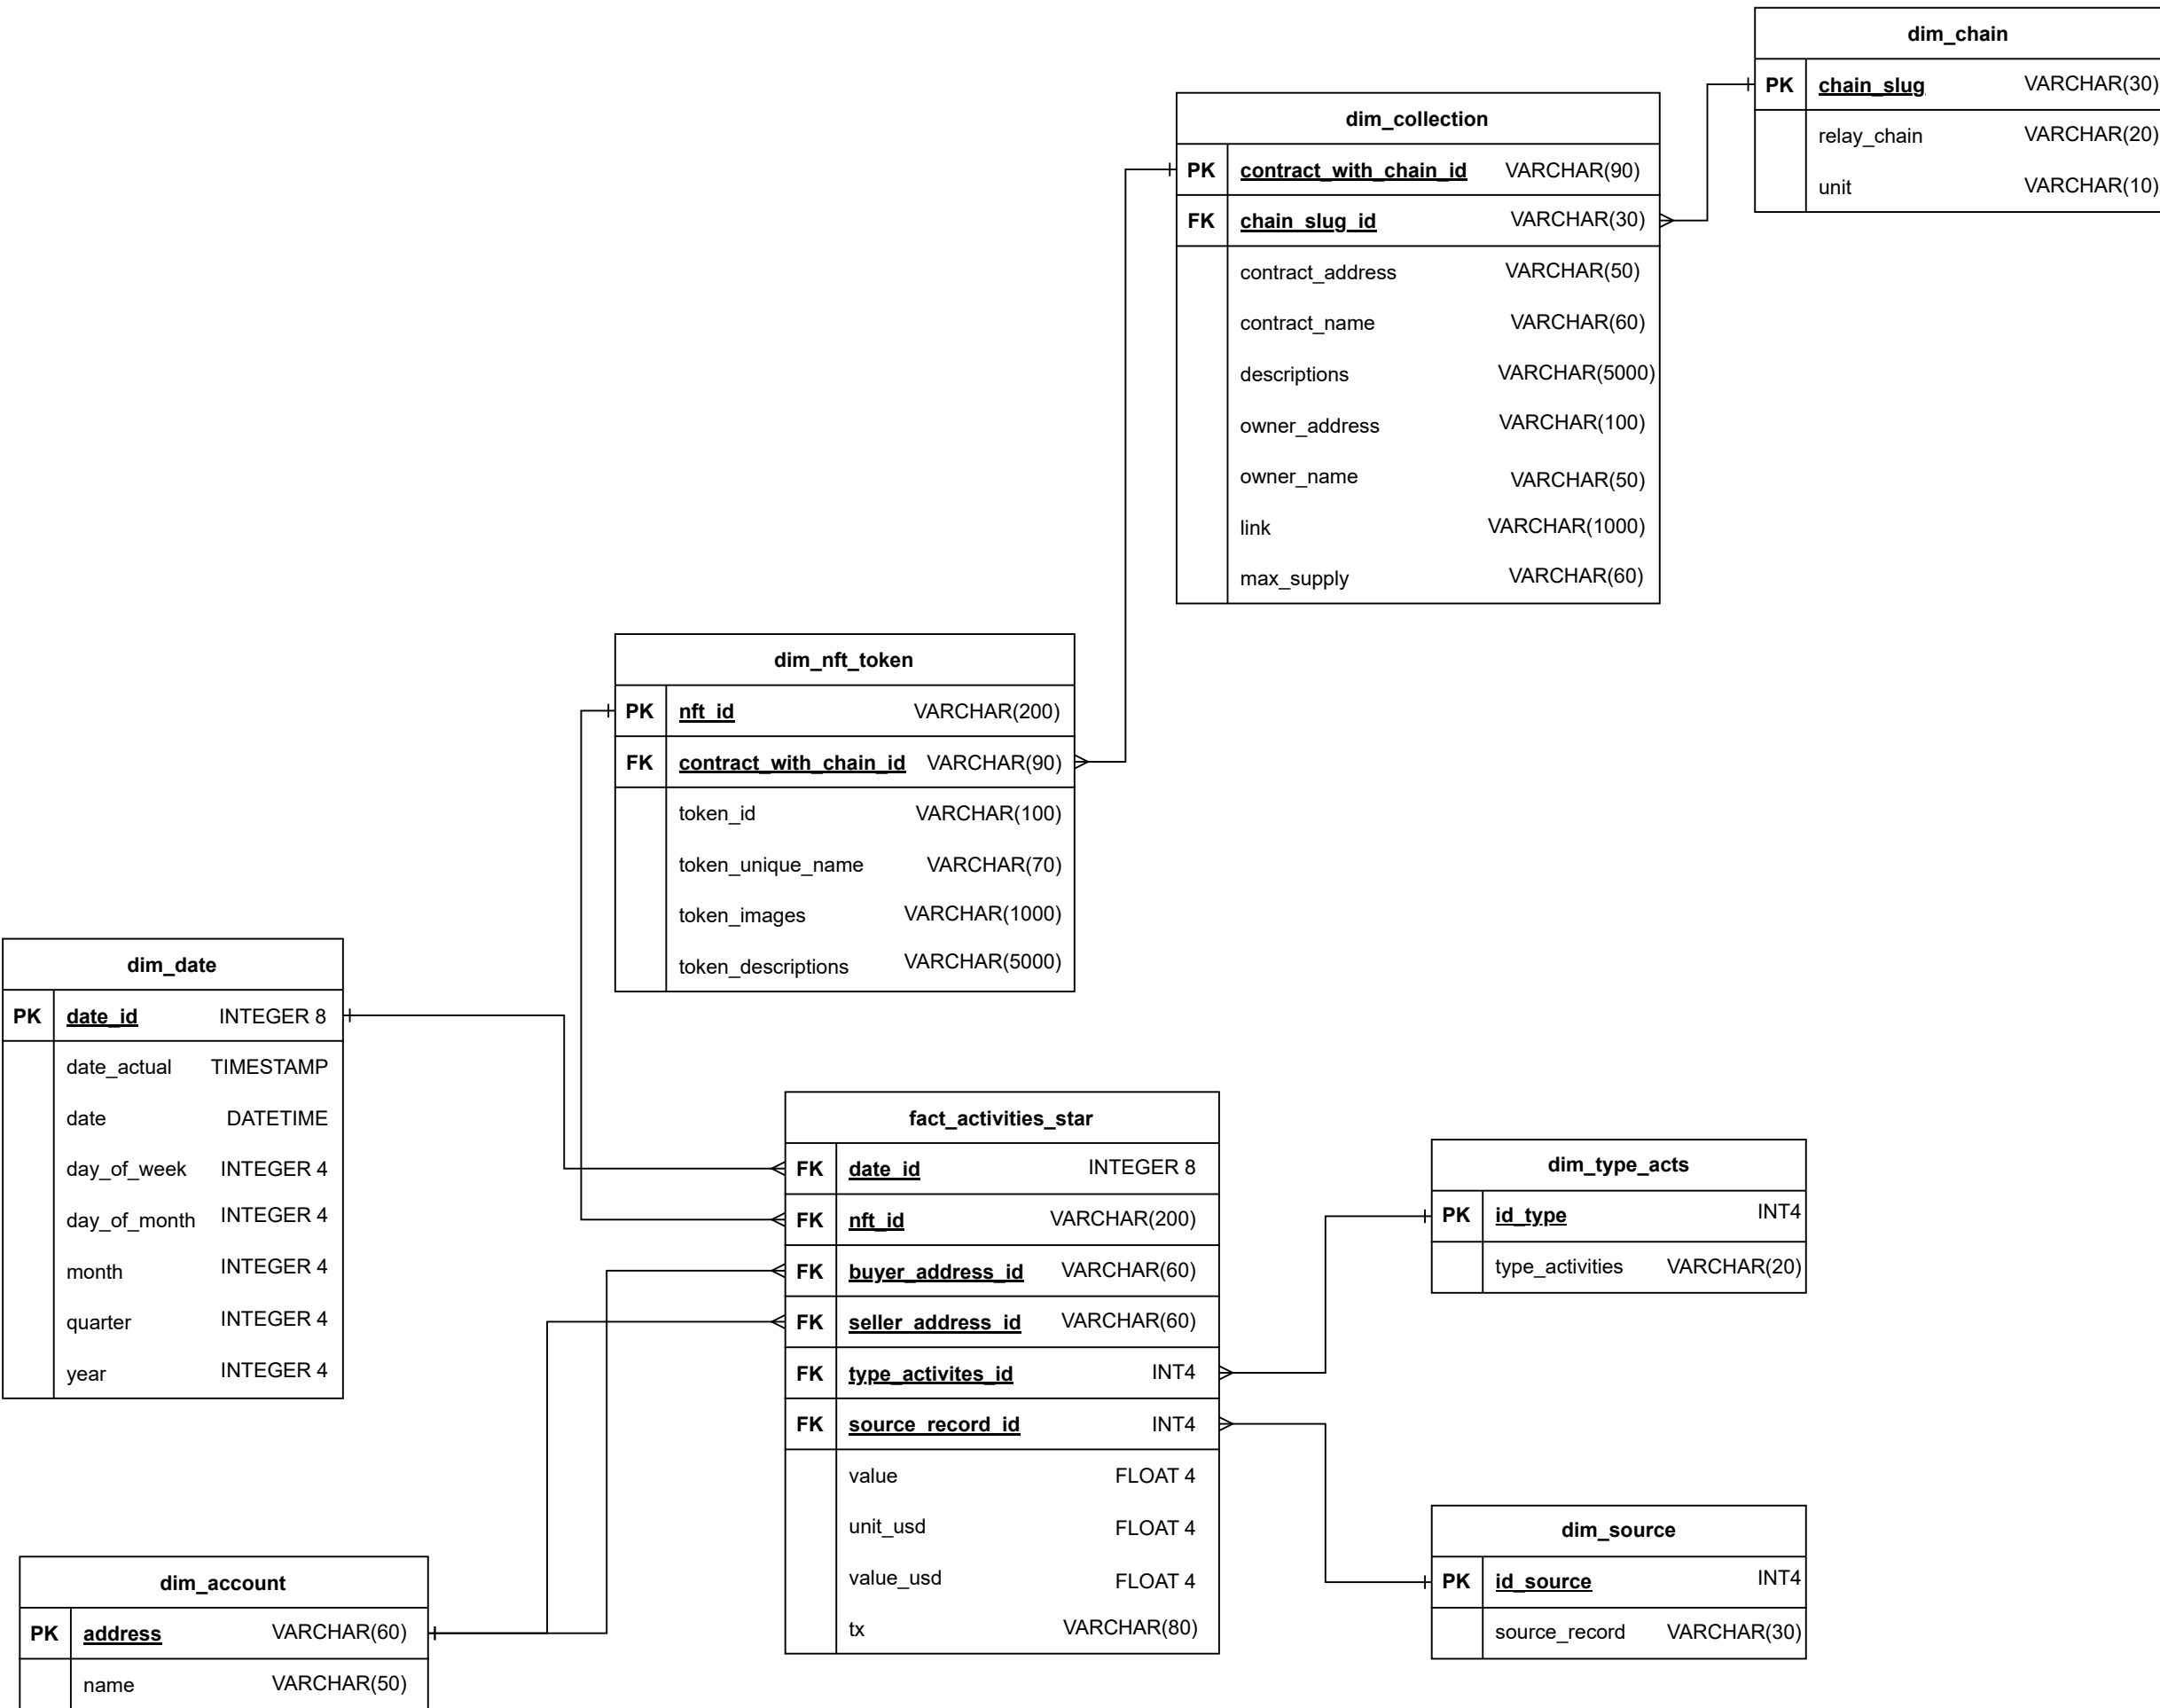 dim_chain
PK chain_slug VARCHAR(30)
relay_chain VARCHAR(20)
unit VARCHAR(10)
dim_collection
PK contract_with_chain_id VARCHAR(90)
FK chain_slug_id VARCHAR(30)
contract_address VARCHAR(50)
contract_name VARCHAR(60)
descriptions VARCHAR(5000)
owner_address VARCHAR(100)
owner_name VARCHAR(50)
link VARCHAR(1000)
max_supply VARCHAR(60)
dim_nft_token
PK nft_id VARCHAR(200)
FK contract_with_chain_id VARCHAR(90)
token_id VARCHAR(100)
token_unique_name VARCHAR(70)
token_images VARCHAR(1000)
token_descriptions VARCHAR(5000)
dim_date
PK date_id INTEGER 8
date_actual TIMESTAMP
date DATETIME
day_of_week INTEGER 4
day_of_month INTEGER 4
month INTEGER 4
quarter INTEGER 4
year INTEGER 4
fact_activities_star
FK date_id INTEGER 8
FK nft_id VARCHAR(200)
FK buyer_address_id VARCHAR(60)
FK seller_address_id VARCHAR(60)
FK type_activites_id INT4
FK source_record_id INT4
value FLOAT 4
unit_usd FLOAT 4
value_usd FLOAT 4
tx VARCHAR(80)
dim_type_acts
PK id_type INT4
type_activities VARCHAR(20)
dim_source
PK id_source INT4
source_record VARCHAR(30)
dim_account
PK address VARCHAR(60)
name VARCHAR(50)